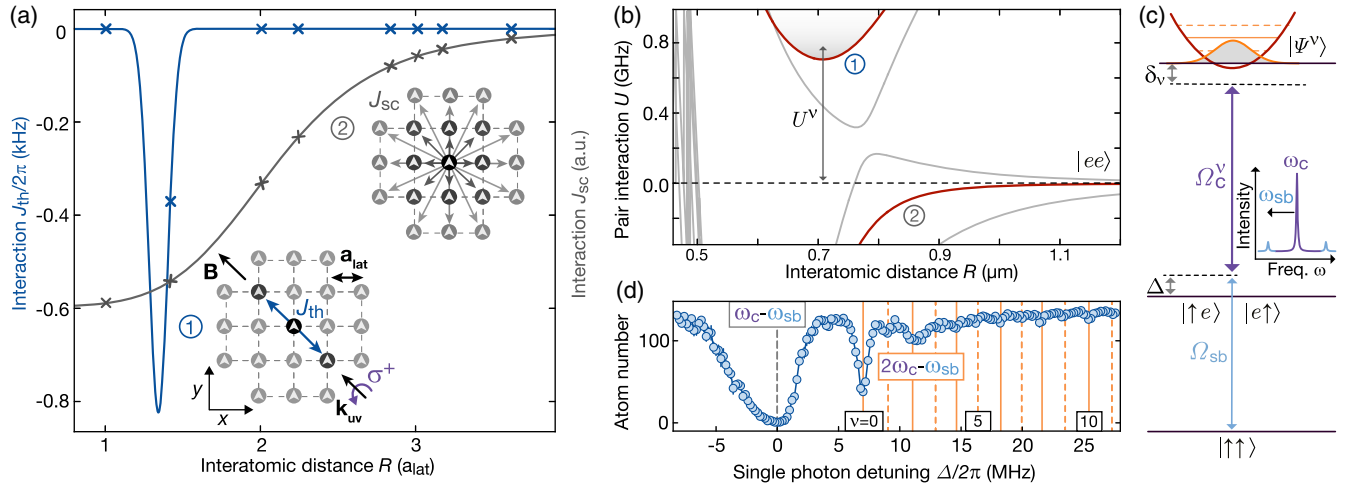 (a)
0
-0.2
-0.4
-0.6
-0.8
Interaction J_th/2π (kHz)
1
2
3
Interatomic distance R (a_lat)
Interaction J_sc (a.u.)
J_sc
②
①
B
a_lat
J_th
σ⁺
k_uv
y
x
(b)
0.8
0.4
0.0
Pair interaction U (GHz)
①
U^ν
|ee⟩
②
0.5
0.6
0.7
0.8
0.9
1.1
Interatomic distance R (μm)
(c)
|Ψ^ν⟩
δ_ν
Ω_c^ν
ω_c
ω_sb
Intensity
Freq. ω
Δ
|↑e⟩ |e↑⟩
Ω_sb
|↑↑⟩
(d)
100
0
Atom number
ω_c-ω_sb
2ω_c-ω_sb
ν=0
5
10
-5
0
5
10
15
20
25
Single photon detuning Δ/2π (MHz)